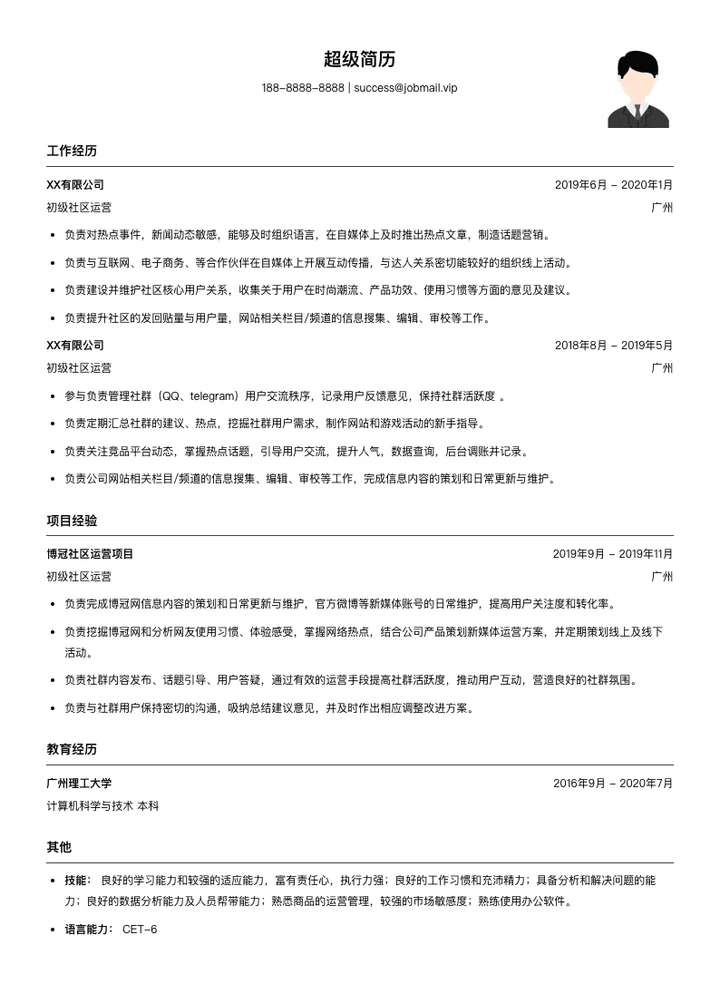 超级简历
188-8888-8888 | success@jobmail.vip
工作经历
XX有限公司 2019年6月 – 2020年1月
初级社区运营 广州
• 负责对热点事件，新闻动态敏感，能够及时组织语言，在自媒体上及时推出热点文章，制造话题营销。
• 负责与互联网、电子商务、等合作伙伴在自媒体上开展互动传播，与达人关系密切能较好的组织线上活动。
• 负责建设并维护社区核心用户关系，收集关于用户在时尚潮流、产品功效、使用习惯等方面的意见及建议。
• 负责提升社区的发回贴量与用户量，网站相关栏目/频道的信息搜集、编辑、审校等工作。
XX有限公司 2018年8月 – 2019年5月
初级社区运营 广州
• 参与负责管理社群（QQ、telegram）用户交流秩序，记录用户反馈意见，保持社群活跃度 。
• 负责定期汇总社群的建议、热点，挖掘社群用户需求，制作网站和游戏活动的新手指导。
• 负责关注竞品平台动态，掌握热点话题，引导用户交流，提升人气，数据查询，后台调账并记录。
• 负责公司网站相关栏目/频道的信息搜集、编辑、审校等工作，完成信息内容的策划和日常更新与维护。
项目经验
博冠社区运营项目 2019年9月 – 2019年11月
初级社区运营 广州
• 负责完成博冠网信息内容的策划和日常更新与维护，官方微博等新媒体账号的日常维护，提高用户关注度和转化率。
• 负责挖掘博冠网和分析网友使用习惯、体验感受，掌握网络热点，结合公司产品策划新媒体运营方案，并定期策划线上及线下
活动。
• 负责社群内容发布、话题引导、用户答疑，通过有效的运营手段提高社群活跃度，推动用户互动，营造良好的社群氛围。
• 负责与社群用户保持密切的沟通，吸纳总结建议意见，并及时作出相应调整改进方案。
教育经历
广州理工大学 2016年9月 – 2020年7月
计算机科学与技术 本科
其他
• 技能： 良好的学习能力和较强的适应能力，富有责任心，执行力强；良好的工作习惯和充沛精力；具备分析和解决问题的能
力；良好的数据分析能力及人员帮带能力；熟悉商品的运营管理，较强的市场敏感度；熟练使用办公软件。
• 语言能力： CET-6